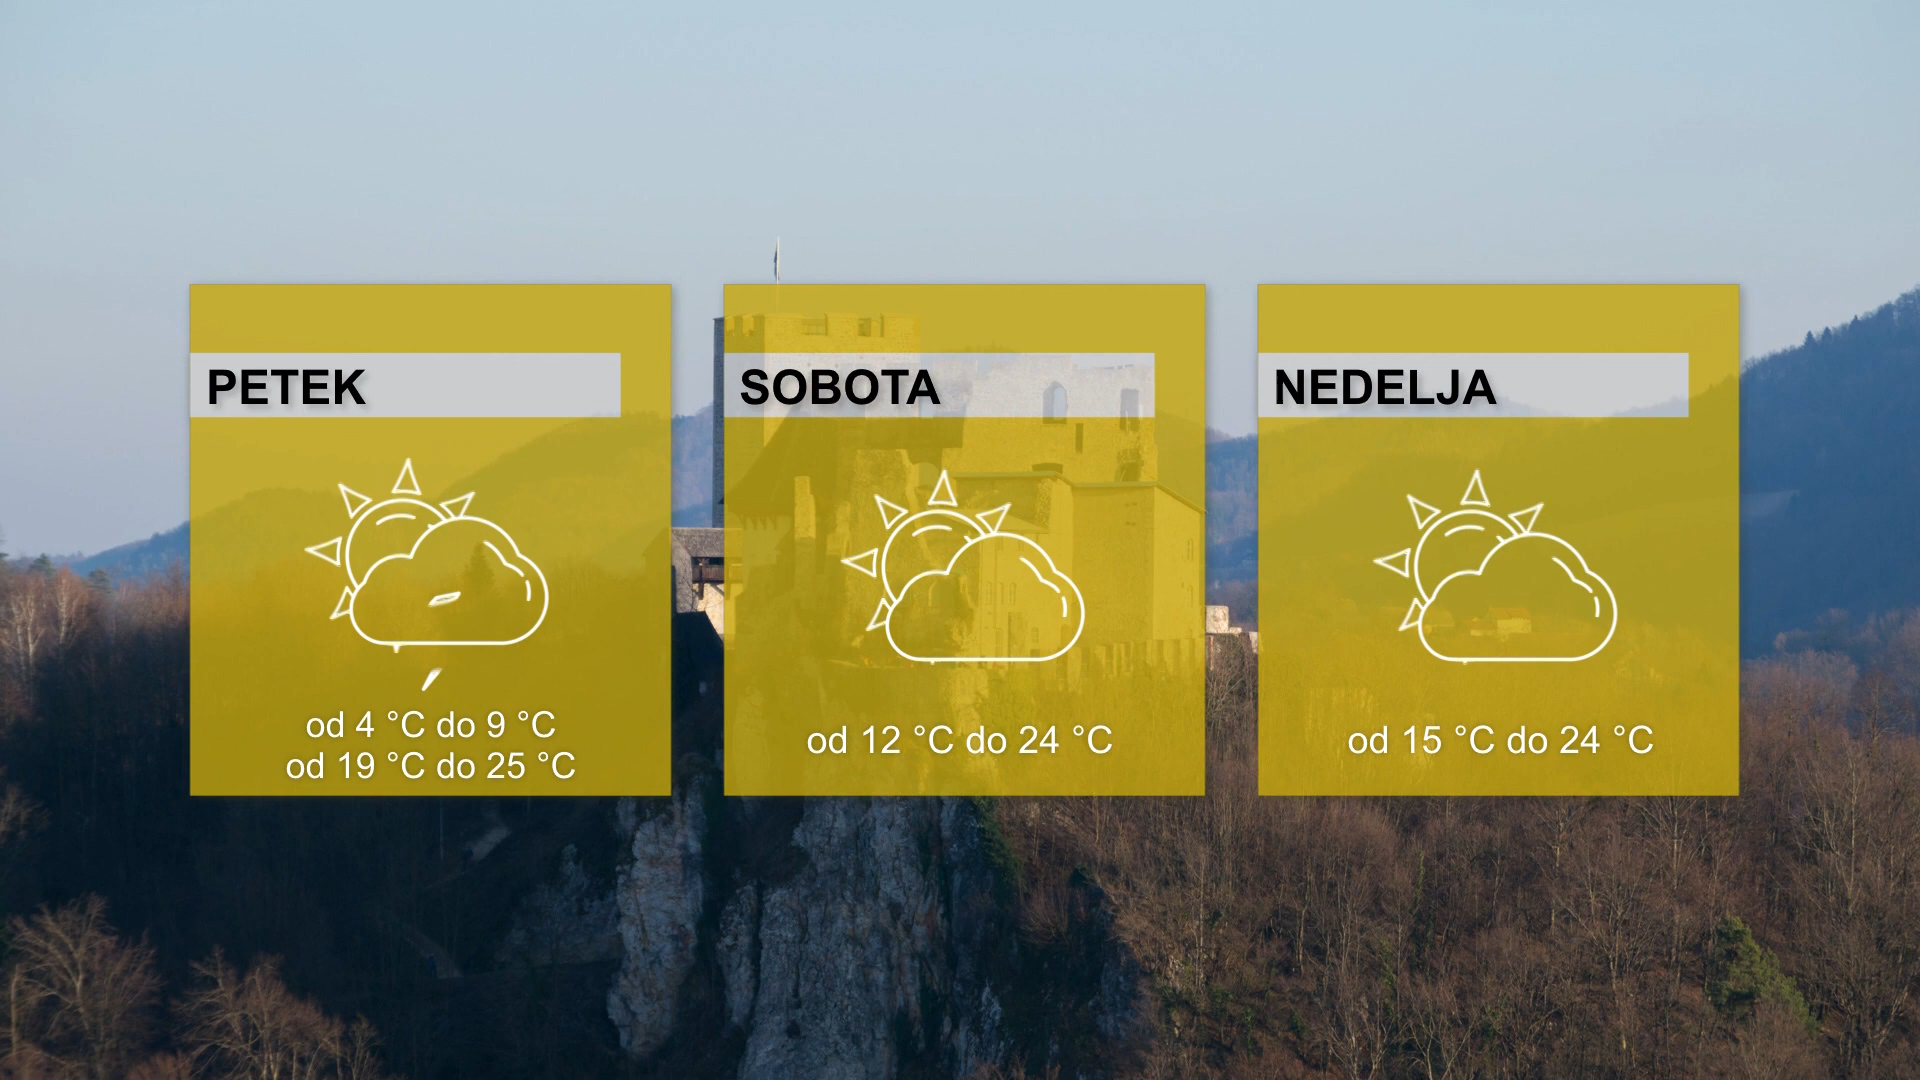 PETEK
od 4 °C do 9 °C
od 19 °C do 25 °C
SOBOTA
od 12 °C do 24 °C
NEDELJA
od 15 °C do 24 °C